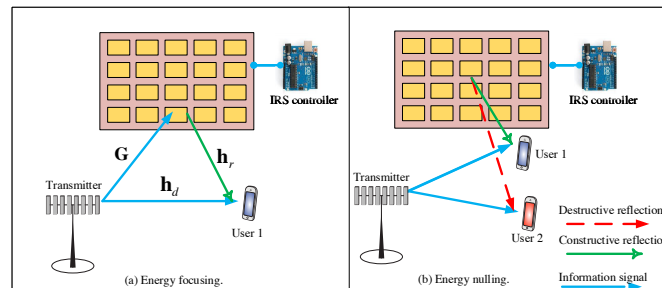 IRS controller
G
h_r
Transmitter
h_d
User 1
(a) Energy focusing.
IRS controller
User 1
Transmitter
User 2
Destructive reflection
Constructive reflection
Information signal
(b) Energy nulling.